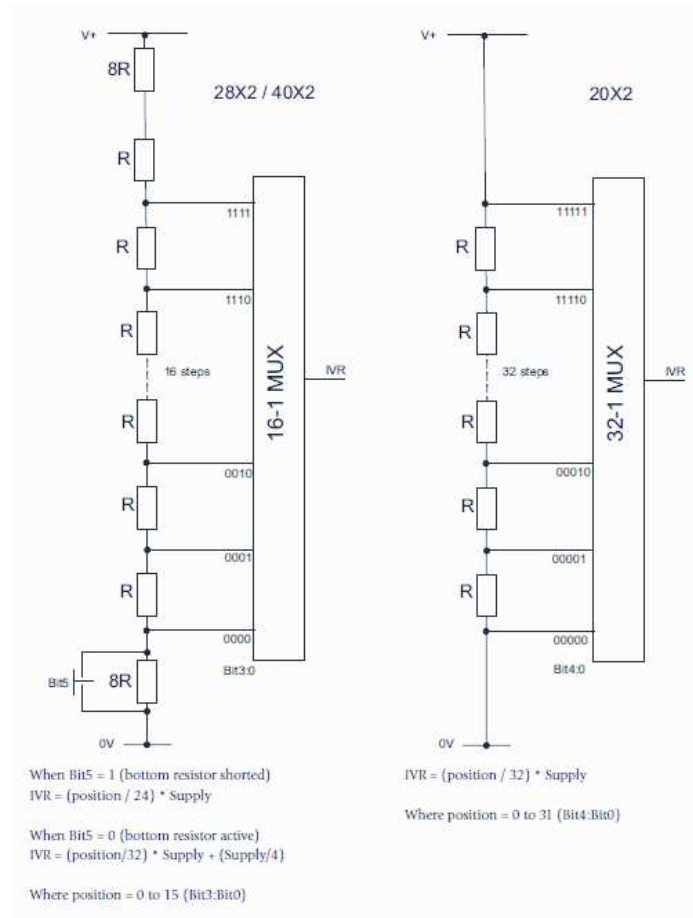 V+
8R
28X2 / 40X2
R
1111
R
1110
R
16 steps
16-1 MUX
IVR
R
0010
R
0001
R
0000
Bit3:0
Bit5
8R
0V
When Bit5 = 1 (bottom resistor shorted)
IVR = (position / 24) * Supply
When Bit5 = 0 (bottom resistor active)
IVR = (position/32) * Supply + (Supply/4)
Where position = 0 to 15 (Bit3:Bit0)
V+
20X2
11111
R
11110
R
32 steps
32-1 MUX
IVR
R
00010
R
00001
R
00000
Bit4:0
0V
IVR = (position / 32) * Supply
Where position = 0 to 31 (Bit4:Bit0)